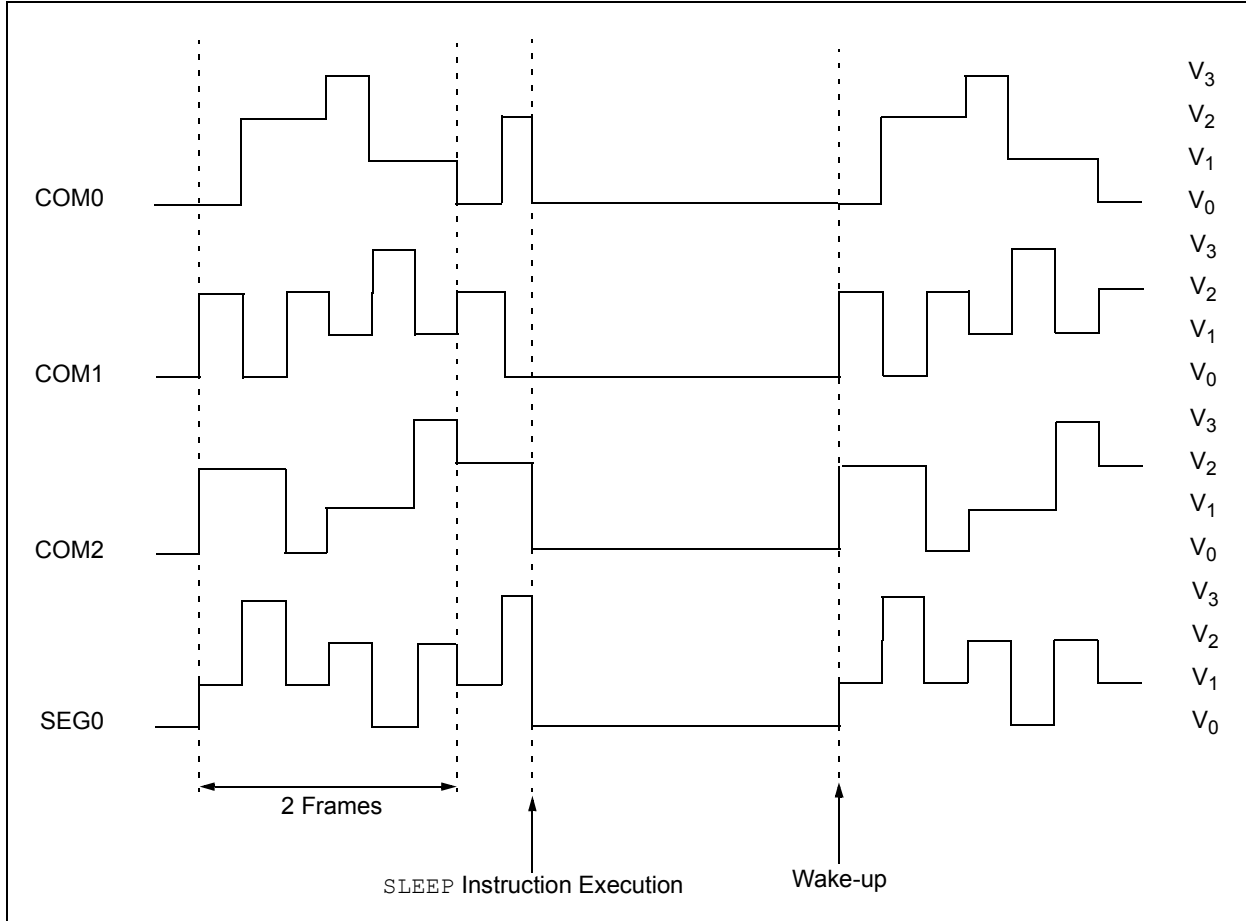 V3
V2
V1
COM0
V0
V3
V2
V1
COM1
V0
V3
V2
V1
COM2
V0
V3
V2
V1
SEG0
V0
2 Frames
SLEEP Instruction Execution
Wake-up